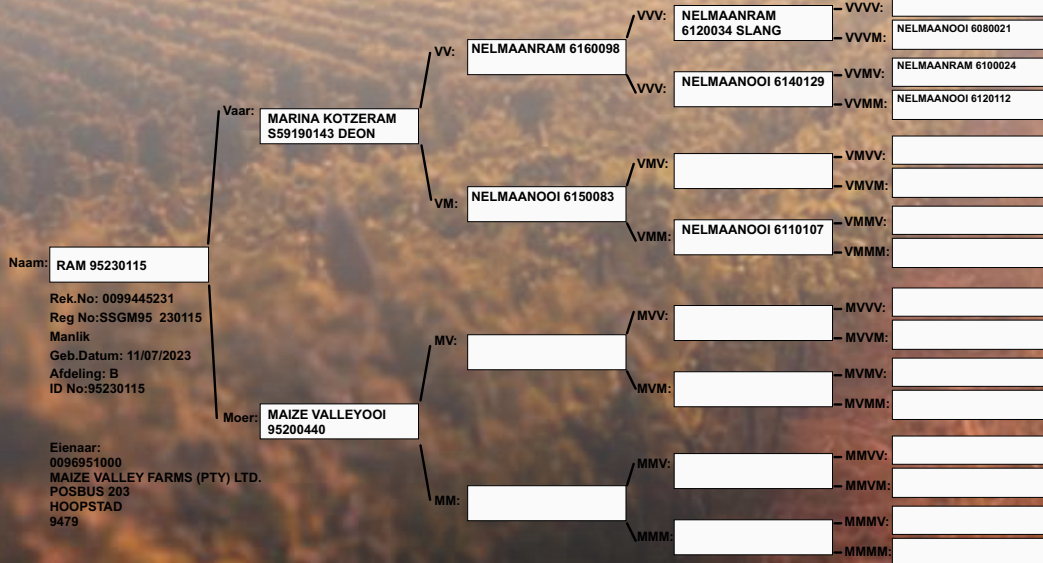 Naam:
RAM 95230115
Rek.No: 0099445231
Reg No:SSGM95 230115
Manlik
Geb.Datum: 11/07/2023
Afdeling: B
ID No:95230115
Eienaar:
0096951000
MAIZE VALLEY FARMS (PTY) LTD.
POSBUS 203
HOOPSTAD
9479
Vaar:
MARINA KOTZERAM
S59190143 DEON
Moer:
MAIZE VALLEYOOI
95200440
VV:
NELMAANRAM 6160098
VM:
NELMAANOOI 6150083
MV:
MM:
VVV:
NELMAANRAM
6120034 SLANG
VVV:
NELMAANOOI 6140129
VMV:
VMM:
NELMAANOOI 6110107
MVV:
MVM:
MMV:
MMM:
VVVV:
VVVM:
NELMAANOOI 6080021
VVMV:
NELMAANRAM 6100024
VVMM:
NELMAANOOI 6120112
VMVV:
VMVM:
VMMV:
VMMM:
MVVV:
MVVM:
MVMV:
MVMM:
MMVV:
MMVM:
MMMV:
MMMM: